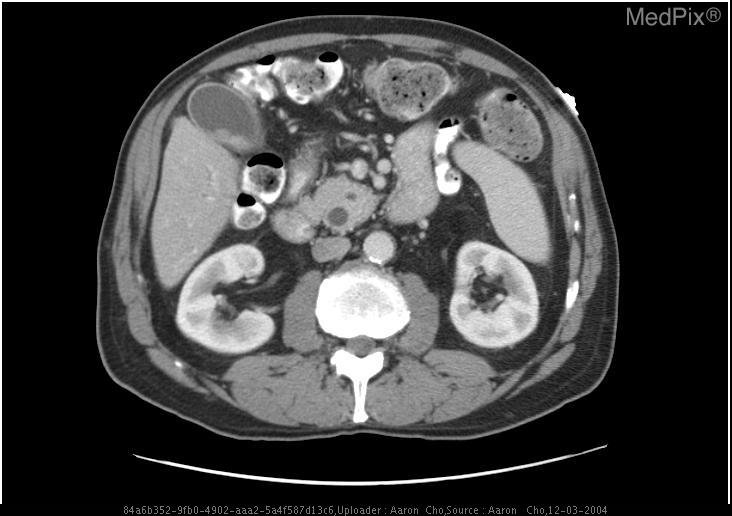 MedPix®
84a6b352-9fb0-4902-aaa2-5a4f587d13c6,Uploader : Aaron Cho,Source : Aaron Cho,12-03-2004